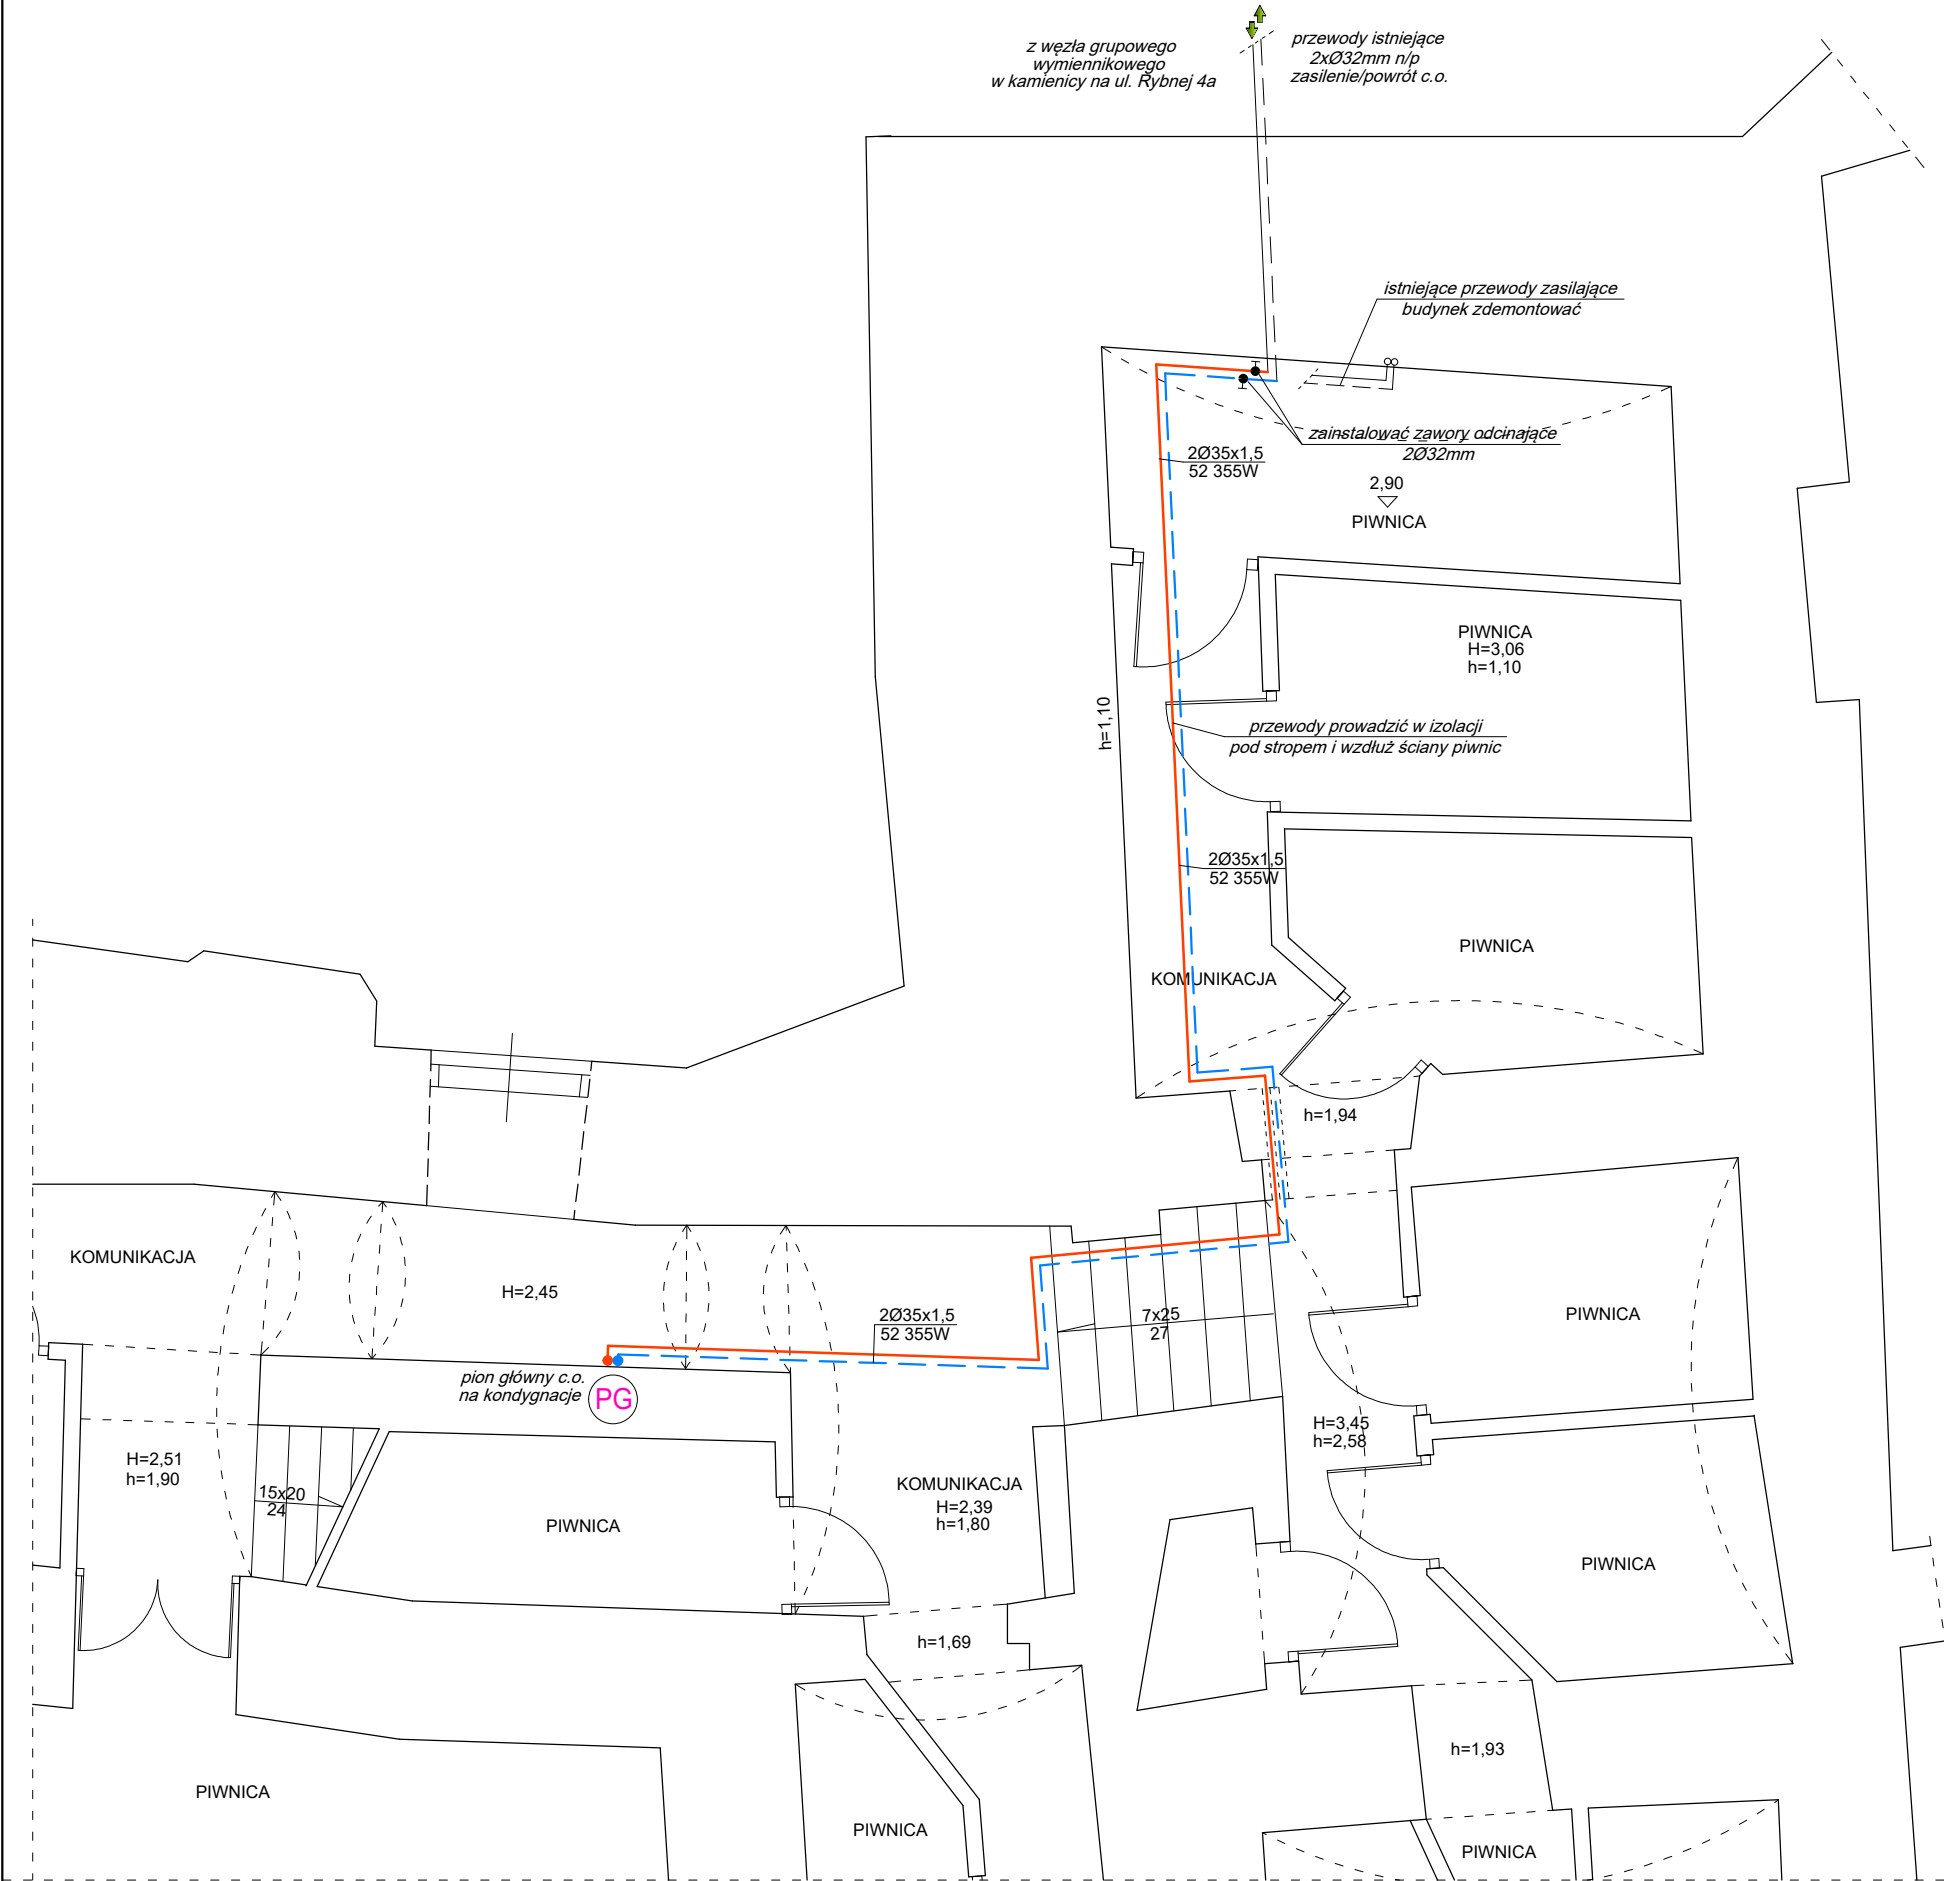 z węzła grupowego
wymiennikowego
w kamienicy na ul. Rybnej 4a
przewody istniejące
2xØ32mm n/p
zasilenie/powrót c.o.
istniejące przewody zasilające
budynek zdemontować
zainstalować zawory odcinające
2Ø32mm
2Ø35x1,5
52 355W
2,90
PIWNICA
PIWNICA
H=3,06
h=1,10
h=1,10
przewody prowadzić w izolacji
pod stropem i wzdłuż ściany piwnic
2Ø35x1,5
52 355W
PIWNICA
KOMUNIKACJA
h=1,94
KOMUNIKACJA
H=2,45
2Ø35x1,5
52 355W
7x25
27
PIWNICA
pion główny c.o.
na kondygnacje
PG
H=3,45
h=2,58
H=2,51
h=1,90
15x20
24
PIWNICA
KOMUNIKACJA
H=2,39
h=1,80
PIWNICA
h=1,69
h=1,93
PIWNICA
PIWNICA
PIWNICA